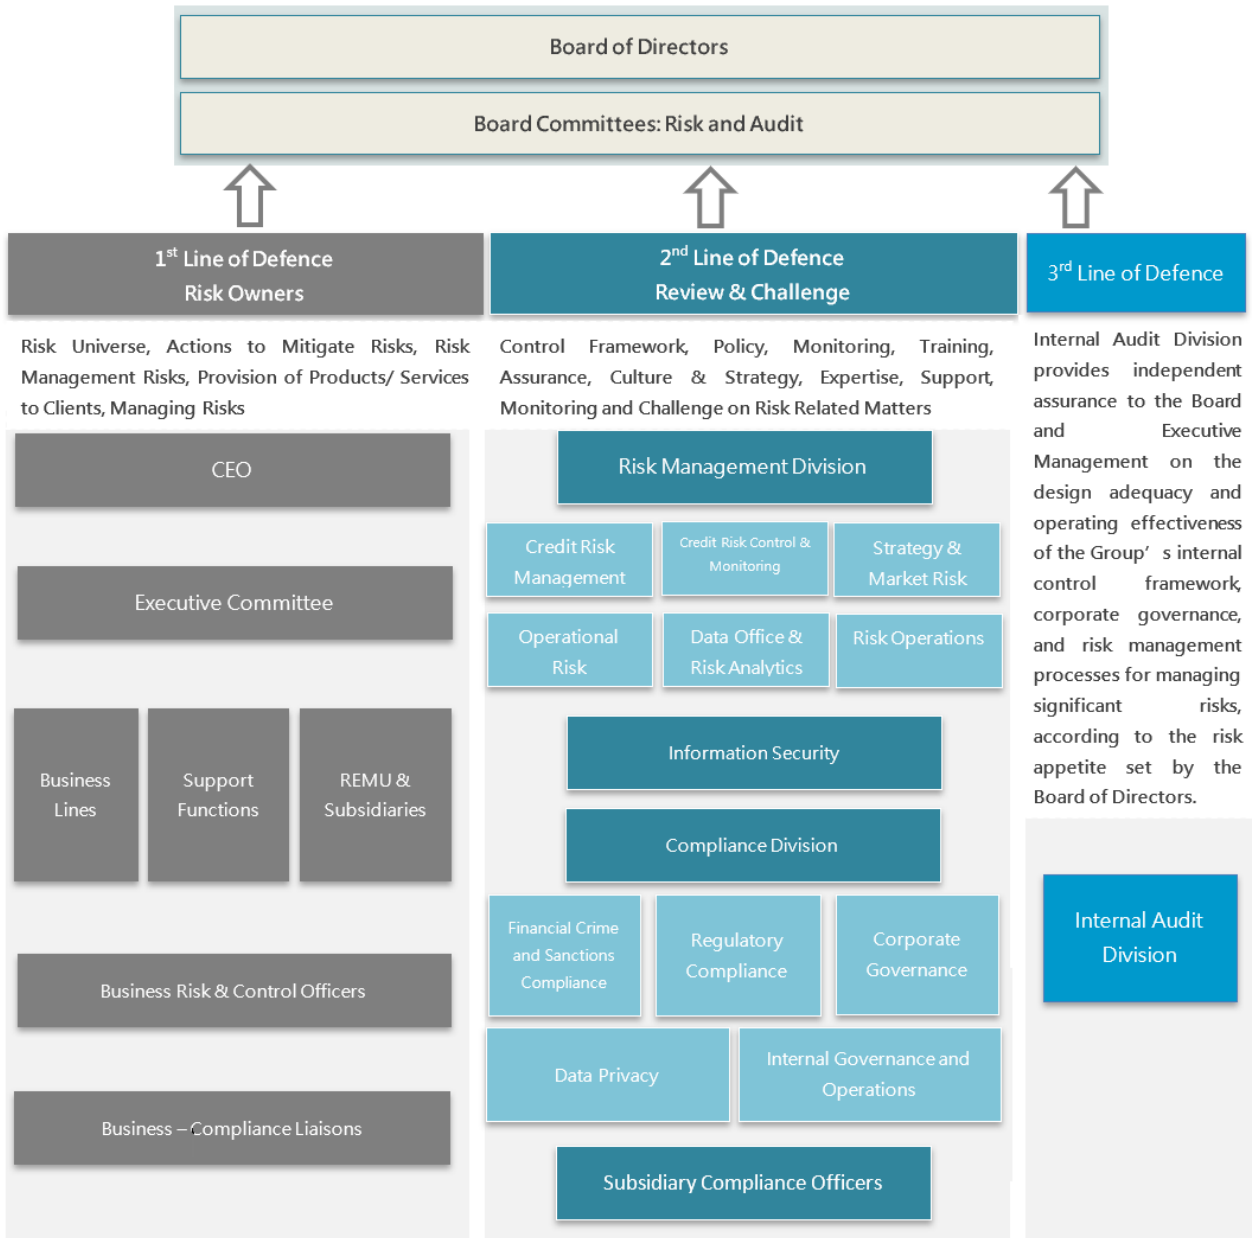 Board of Directors
Board Committees: Risk and Audit
1st Line of Defence
Risk Owners
Risk Universe, Actions to Mitigate Risks, Risk
Management Risks, Provision of Products/ Services
to Clients, Managing Risks
CEO
Executive Committee
Business
Lines
Support
Functions
REMU &
Subsidiaries
Business Risk & Control Officers
Business – Compliance Liaisons
2nd Line of Defence
Review & Challenge
Control Framework, Policy, Monitoring, Training,
Assurance, Culture & Strategy, Expertise, Support,
Monitoring and Challenge on Risk Related Matters
Risk Management Division
Credit Risk
Management
Credit Risk Control &
Monitoring
Strategy &
Market Risk
Operational
Risk
Data Office &
Risk Analytics
Risk Operations
Information Security
Compliance Division
Financial Crime
and Sanctions
Compliance
Regulatory
Compliance
Corporate
Governance
Data Privacy
Internal Governance and
Operations
Subsidiary Compliance Officers
3rd Line of Defence
Internal Audit Division
provides independent
assurance to the Board
and Executive
Management on the
design adequacy and
operating effectiveness
of the Group’ s internal
control framework,
corporate governance,
and risk management
processes for managing
significant risks,
according to the risk
appetite set by the
Board of Directors.
Internal Audit
Division